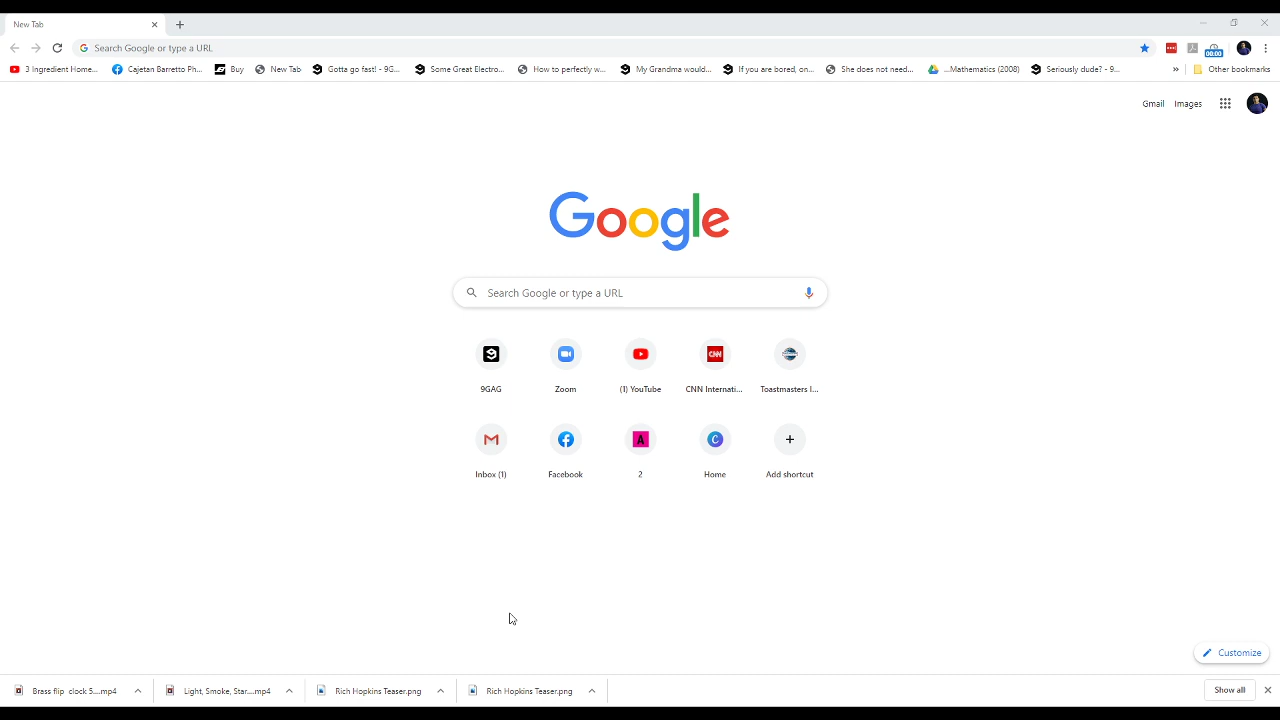 New Tab
Search Google or type a URL
00:00
3 Ingredient Home... Cajetan Barretto Ph... Buy New Tab Gotta go fast! - 9G... Some Great Electro... How to perfectly w... My Grandma would... If you are bored, on... She does not need... ...Mathematics (2008) Seriously dude? - 9... » Other bookmarks
Gmail Images
Google
Search Google or type a URL
CNN
A
C
9GAG Zoom (1) YouTube CNN Internati... Toastmasters I...
Inbox (1) Facebook 2 Home Add shortcut
Customize
Brass flip clock 5....mp4 Light, Smoke, Star....mp4 Rich Hopkins Teaser.png Rich Hopkins Teaser.png Show all